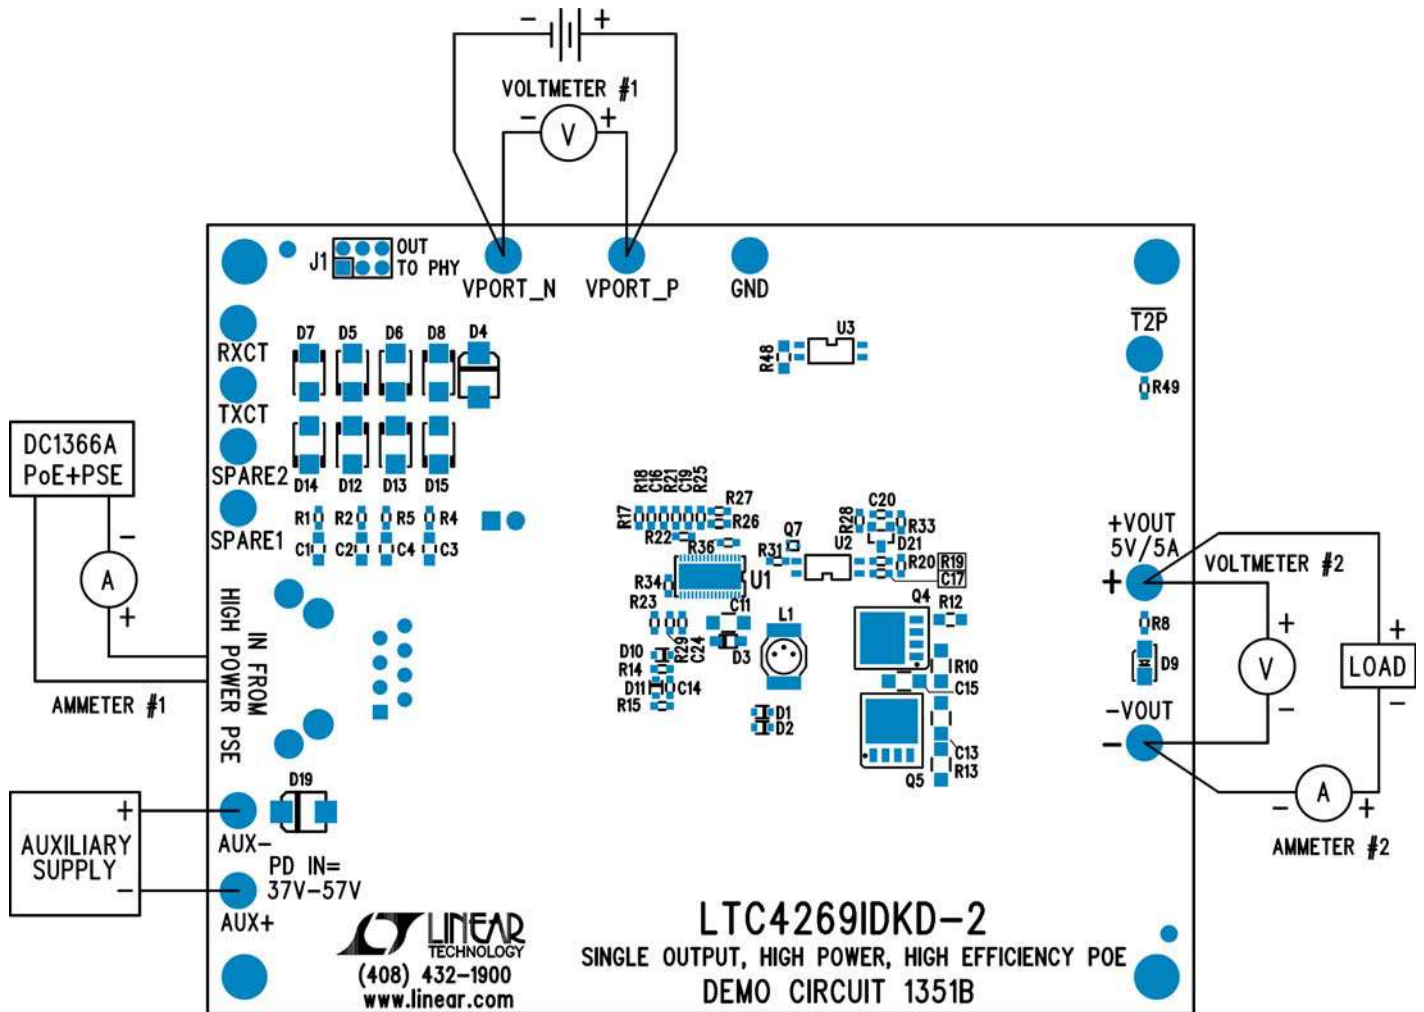 - +
VOLTMETER #1
- V +
J1 OUT
TO PHY
VPORT_N VPORT_P GND
T2P
RXCT
TXCT
SPARE2
SPARE1
D7 D5 D6 D8 D4
D14 D12 D13 D15
R1 R2 R5 R4
C1 C2 C4 C3
U3
R48
R49
DC1366A
PoE+PSE
-
A
+
AMMETER #1
IN FROM
HIGH POWER PSE
R17 R18 C16 R21 C19 R25
R27
R26
R22
R36
R34
U1
R23
R29
C24
C11
D3
D10
R14
D11
C14
R15
L1
D1
D2
Q7
R31
U2
R28
C20
R33
D21
R20
R19
C17
Q4
R12
R10
C15
C13
R13
Q5
+VOUT
5V/5A
+
R8
D9
-VOUT
-
VOLTMETER #2
+
V
-
+
LOAD
-
- A +
AMMETER #2
AUXILIARY
SUPPLY
+
-
AUX-
AUX+
D19
PD IN=
37V-57V
LINEAR
TECHNOLOGY
(408) 432-1900
www.linear.com
LTC4269IDKD-2
SINGLE OUTPUT, HIGH POWER, HIGH EFFICIENCY POE
DEMO CIRCUIT 1351B